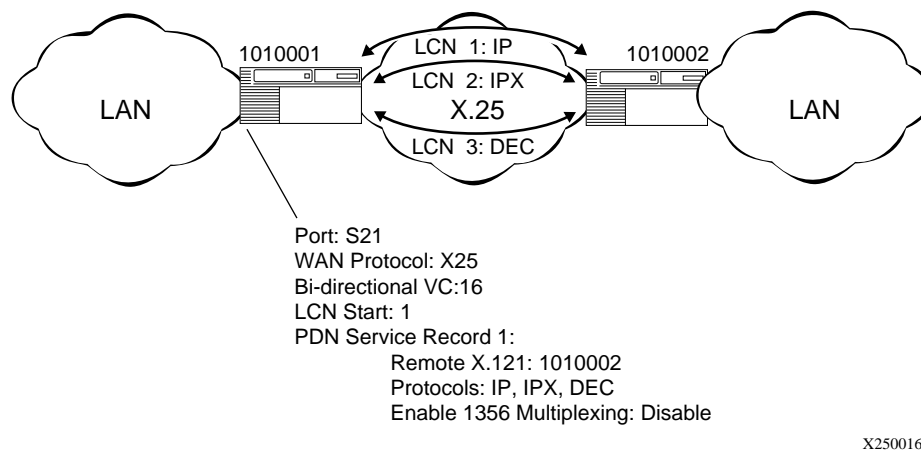 LCN 1: IP
1010001
1010002
LCN 2: IPX
LAN
X.25
LAN
LCN 3: DEC
Port: S21
WAN Protocol: X25
Bi-directional VC:16
LCN Start: 1
PDN Service Record 1:
Remote X.121: 1010002
Protocols: IP, IPX, DEC
Enable 1356 Multiplexing: Disable
X250016